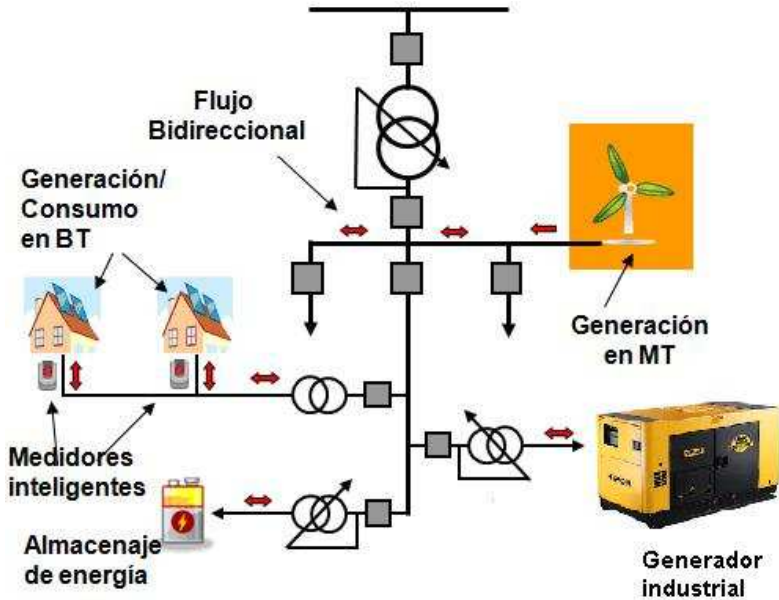 Flujo
Bidireccional
Generación/
Consumo
en BT
Generación
en MT
Medidores
inteligentes
Almacenaje
de energía
Generador
industrial